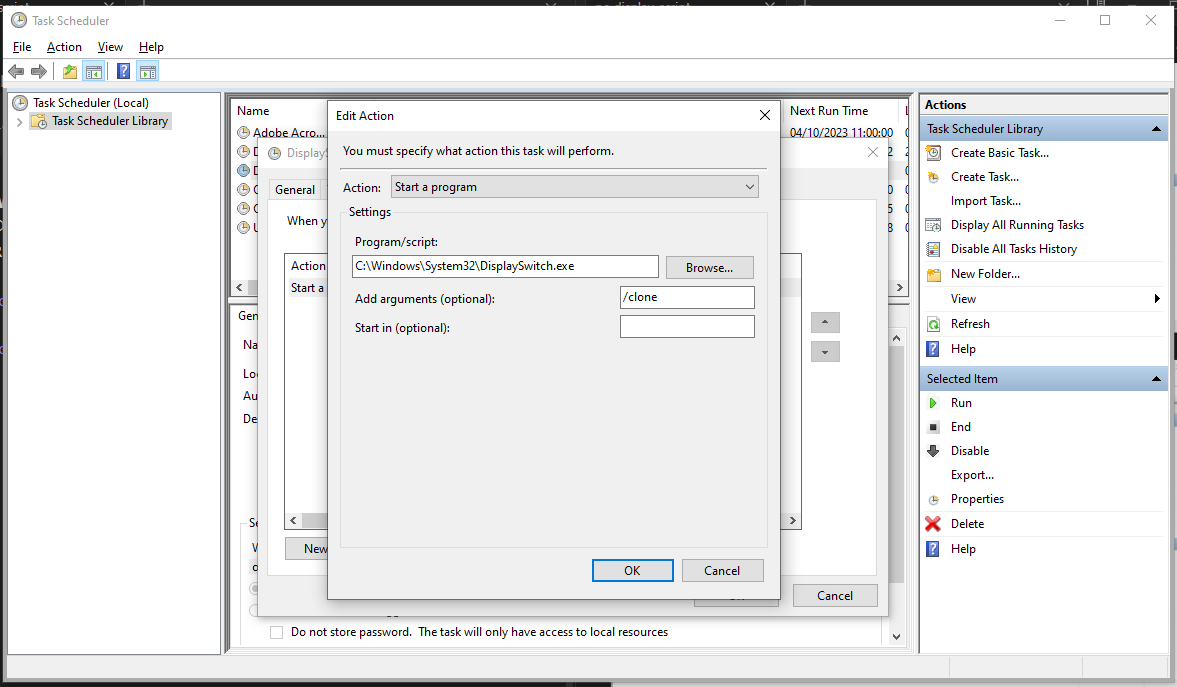 Task Scheduler
File Action View Help
Task Scheduler (Local)
Task Scheduler Library
Name
Next Run Time
Adobe Acro...
04/10/2023 11:00:00
Edit Action
You must specify what action this task will perform.
Action: Start a program
Settings
Program/script:
C:\Windows\System32\DisplaySwitch.exe
Browse...
Add arguments (optional): /clone
Start in (optional):
OK
Cancel
General
When y
Action
Start a
New
Cancel
Gen
Na
Lo
Au
De
Do not store password. The task will only have access to local resources
Actions
Task Scheduler Library
Create Basic Task...
Create Task...
Import Task...
Display All Running Tasks
Disable All Tasks History
New Folder...
View
Refresh
Help
Selected Item
Run
End
Disable
Export...
Properties
Delete
Help